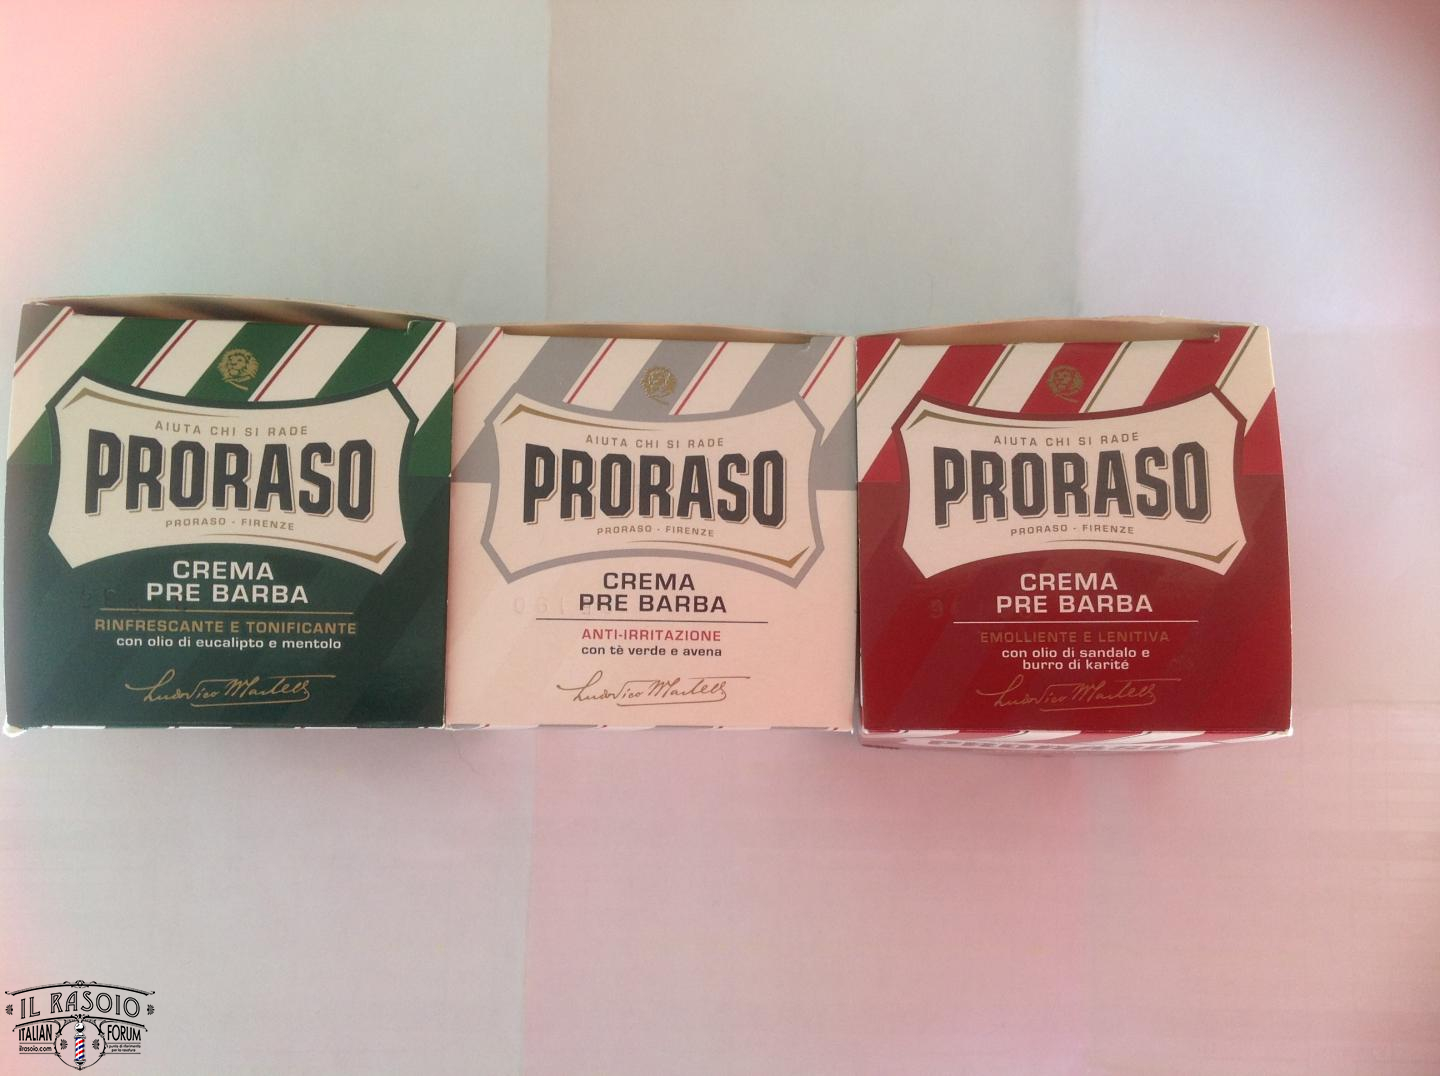 AIUTA CHI SI RADE
PRORASO
PRORASO - FIRENZE
CREMA
PRE BARBA
RINFRESCANTE E TONIFICANTE
con olio di eucalipto e mentolo
Ludovico Martelli
AIUTA CHI SI RADE
PRORASO
PRORASO - FIRENZE
CREMA
PRE BARBA
ANTI-IRRITAZIONE
con tè verde e avena
Ludovico Martelli
AIUTA CHI SI RADE
PRORASO
PRORASO - FIRENZE
CREMA
PRE BARBA
EMOLLIENTE E LENITIVA
con olio di sandalo e
burro di karité
Ludovico Martelli
PRORASO
IL RASOIO
ITALIAN FORUM
ilrasoio.com